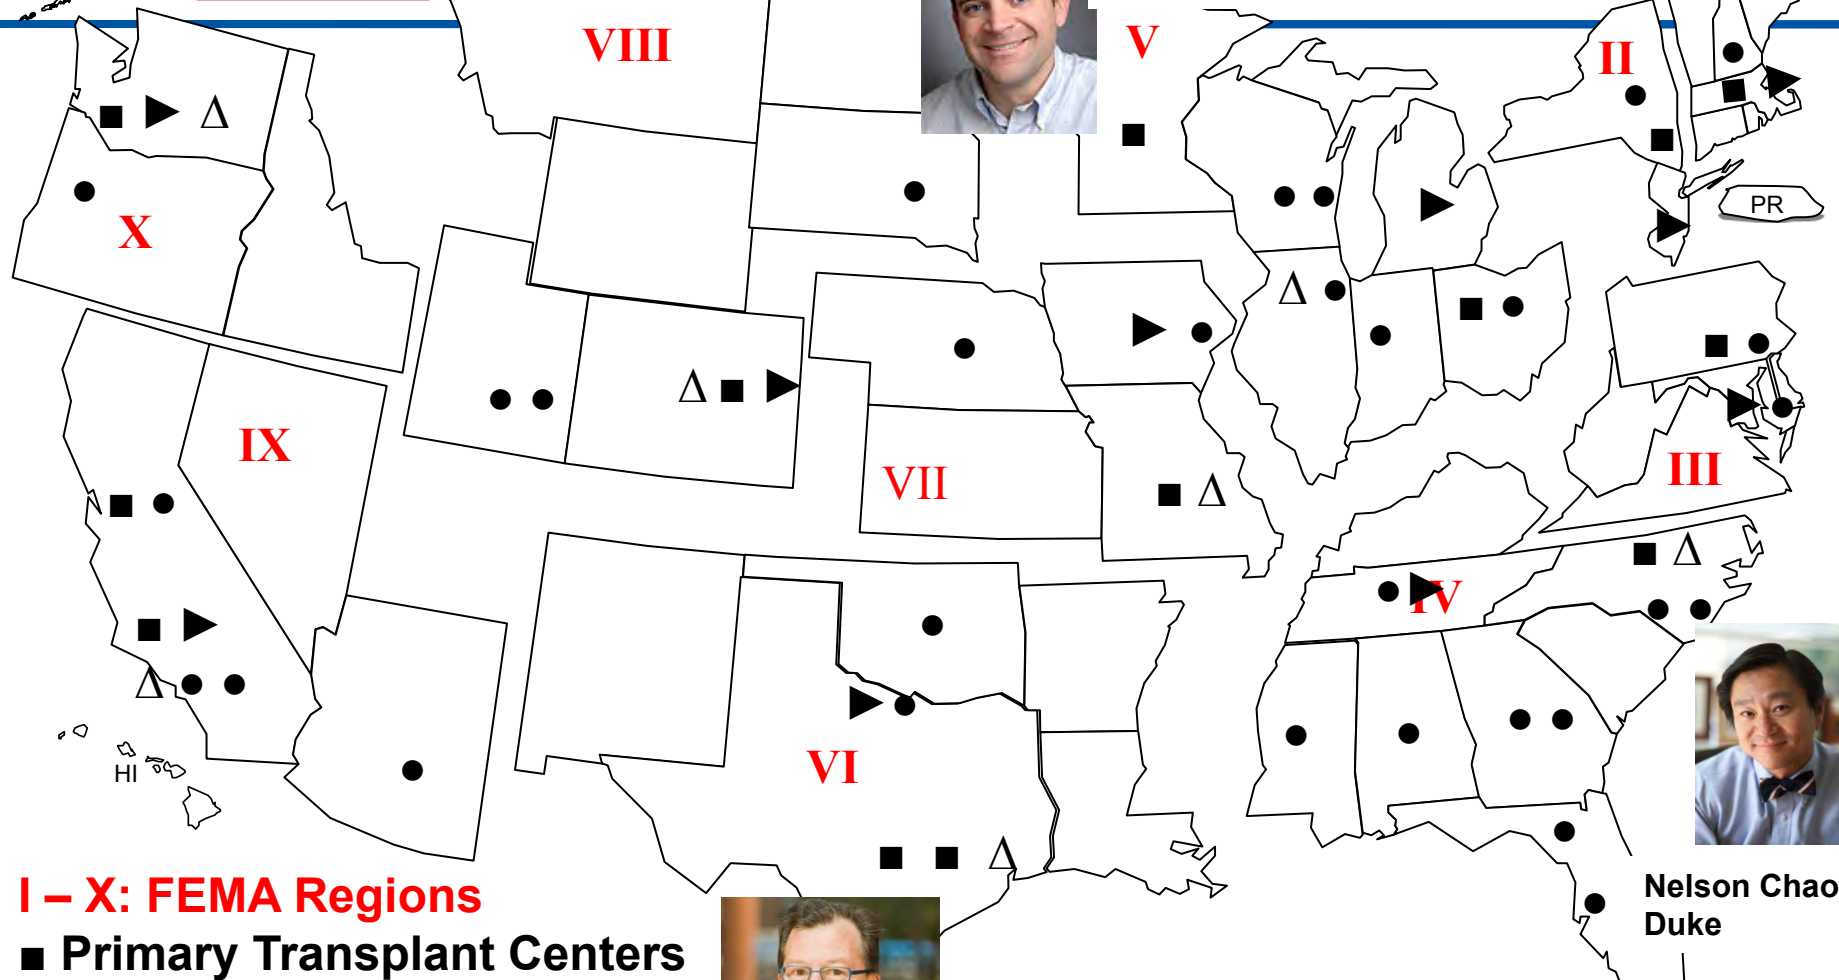 VIII
V
II
X
PR
IX
VII
III
IV
VI
HI
I – X: FEMA Regions
■ Primary Transplant Centers
Nelson Chao
Duke